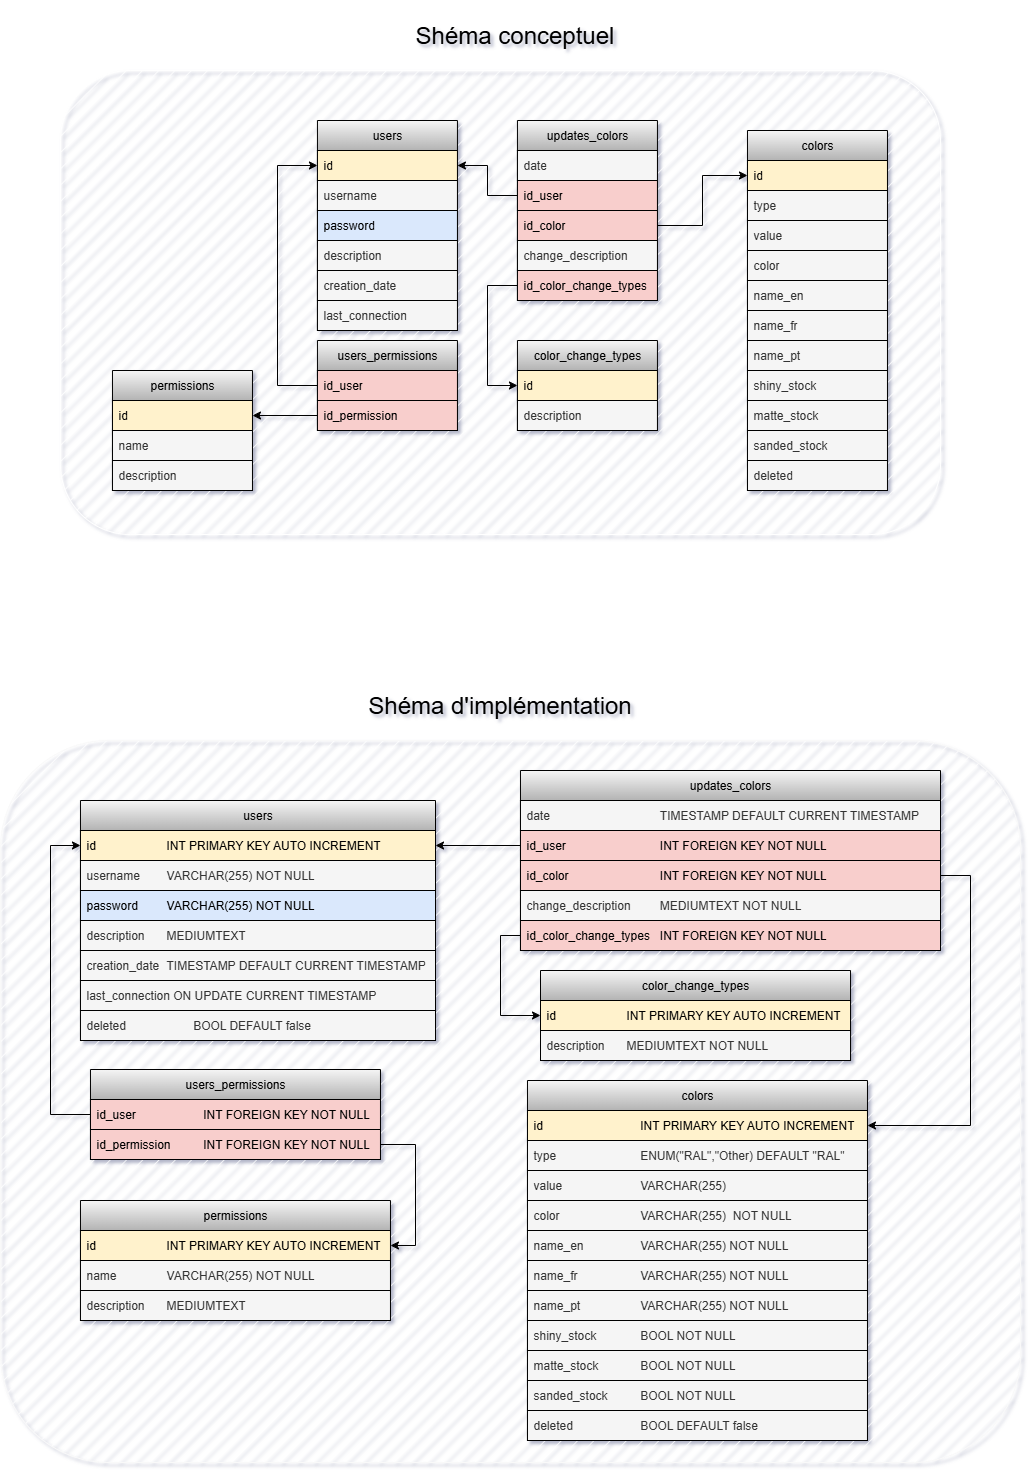 Shéma conceptuel
users
id
username
password
description
creation_date
last_connection
users_permissions
id_user
id_permission
permissions
id
name
description
updates_colors
date
id_user
id_color
change_description
id_color_change_types
color_change_types
id
description
colors
id
type
value
color
name_en
name_fr
name_pt
shiny_stock
matte_stock
sanded_stock
deleted
Shéma d'implémentation
users
id INT PRIMARY KEY AUTO INCREMENT
username VARCHAR(255) NOT NULL
password VARCHAR(255) NOT NULL
description MEDIUMTEXT
creation_date TIMESTAMP DEFAULT CURRENT TIMESTAMP
last_connection ON UPDATE CURRENT TIMESTAMP
deleted BOOL DEFAULT false
users_permissions
id_user INT FOREIGN KEY NOT NULL
id_permission INT FOREIGN KEY NOT NULL
permissions
id INT PRIMARY KEY AUTO INCREMENT
name VARCHAR(255) NOT NULL
description MEDIUMTEXT
updates_colors
date TIMESTAMP DEFAULT CURRENT TIMESTAMP
id_user INT FOREIGN KEY NOT NULL
id_color INT FOREIGN KEY NOT NULL
change_description MEDIUMTEXT NOT NULL
id_color_change_types INT FOREIGN KEY NOT NULL
color_change_types
id INT PRIMARY KEY AUTO INCREMENT
description MEDIUMTEXT NOT NULL
colors
id INT PRIMARY KEY AUTO INCREMENT
type ENUM("RAL","Other) DEFAULT "RAL"
value VARCHAR(255)
color VARCHAR(255) NOT NULL
name_en VARCHAR(255) NOT NULL
name_fr VARCHAR(255) NOT NULL
name_pt VARCHAR(255) NOT NULL
shiny_stock BOOL NOT NULL
matte_stock BOOL NOT NULL
sanded_stock BOOL NOT NULL
deleted BOOL DEFAULT false